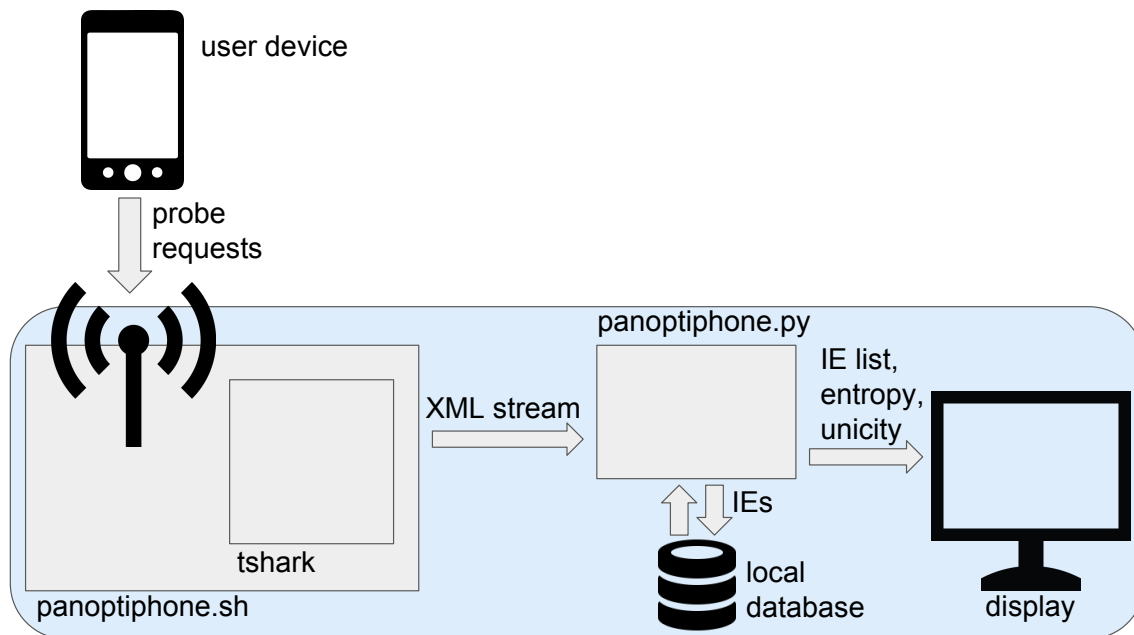 user device
probe
requests
panoptiphone.py
IE list,
entropy,
unicity
XML stream
IEs
tshark
local
database
panoptiphone.sh
display